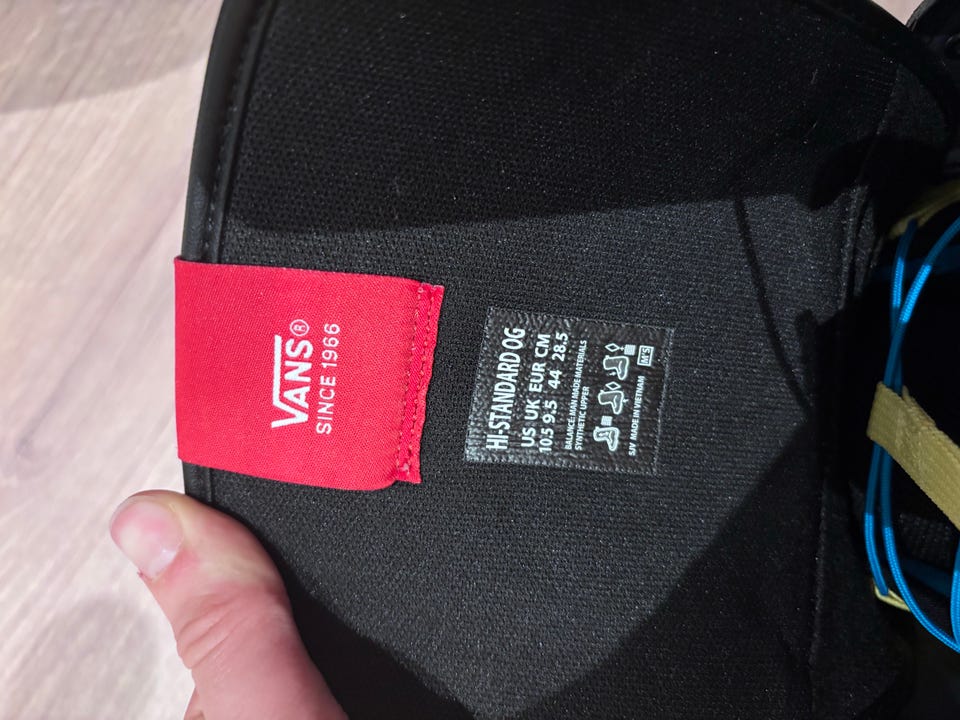 VANS®
SINCE 1966
HI-STANDARD OG
US UK EUR CM
10.5 9.5 44 28.5
BALANCE: MAN MADE MATERIALS
SYNTHETIC UPPER
S/V MADE IN VIETNAM
M'S